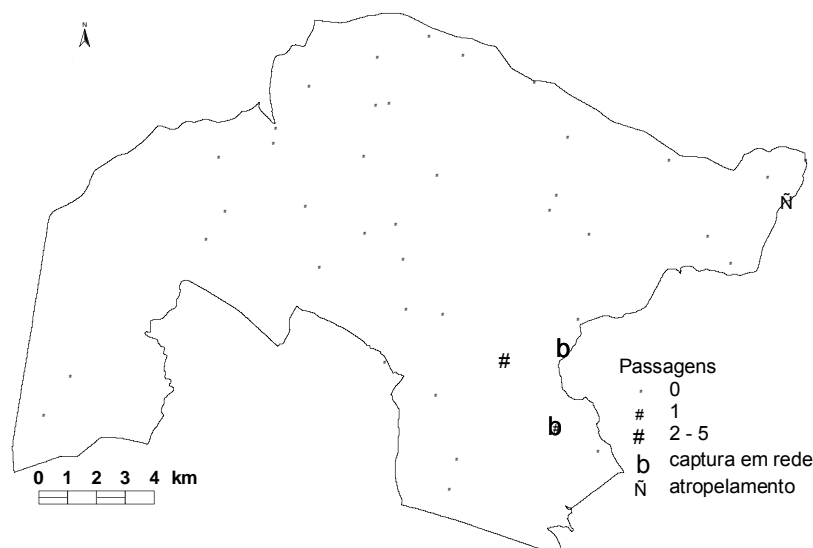 N
Ñ
b
#
b
#
Passagens
0
# 1
# 2 - 5
b captura em rede
Ñ atropelamento
0 1 2 3 4 km